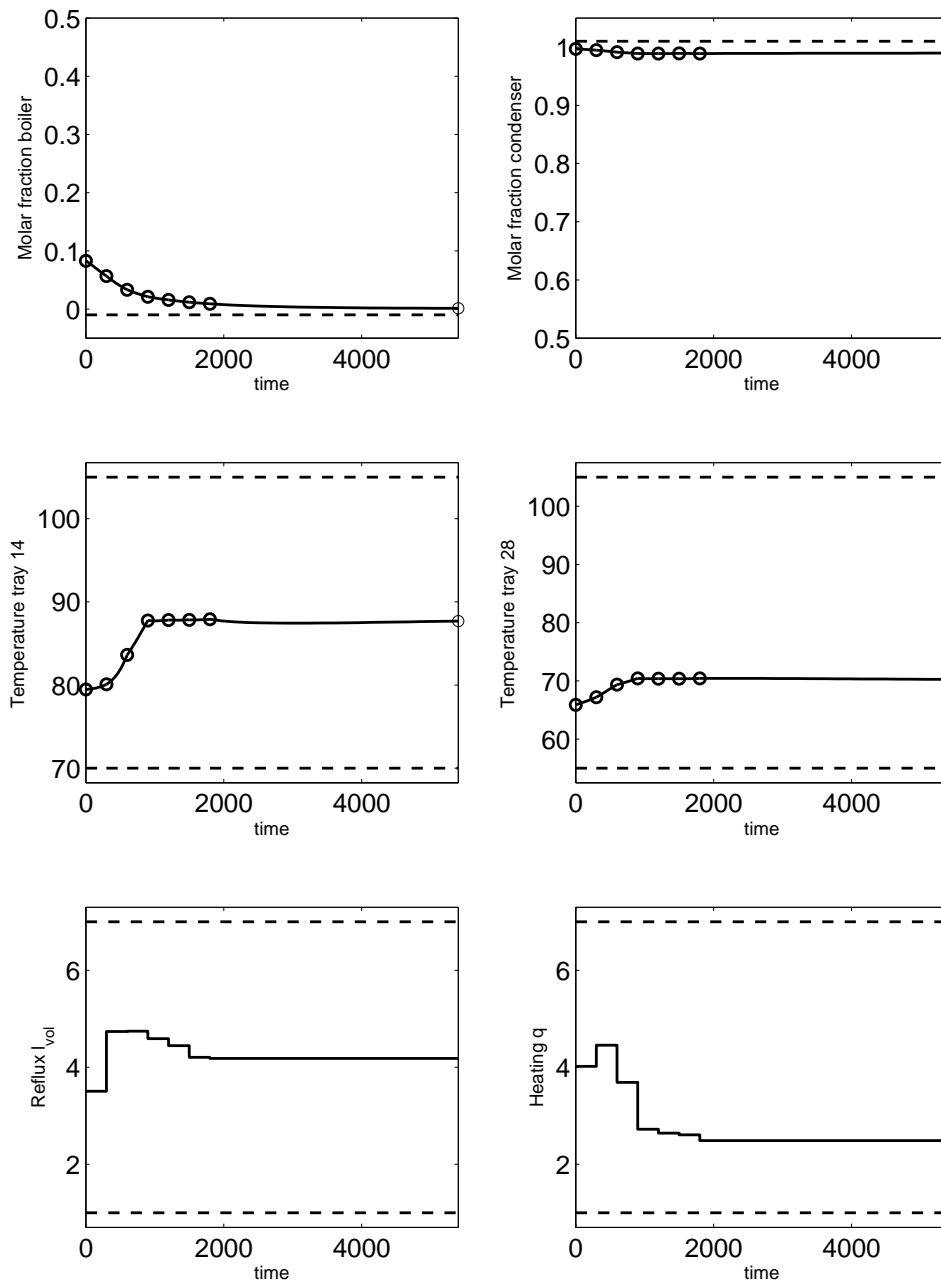 0.5
0.4
0.3
0.2
0.1
0
Molar fraction boiler
0 2000 4000
time
1
0.9
0.8
0.7
0.6
0.5
Molar fraction condenser
0 2000 4000
time
100
90
80
70
Temperature tray 14
0 2000 4000
time
100
90
80
70
60
Temperature tray 28
0 2000 4000
time
6
4
2
Reflux l_vol
0 2000 4000
time
6
4
2
Heating q
0 2000 4000
time